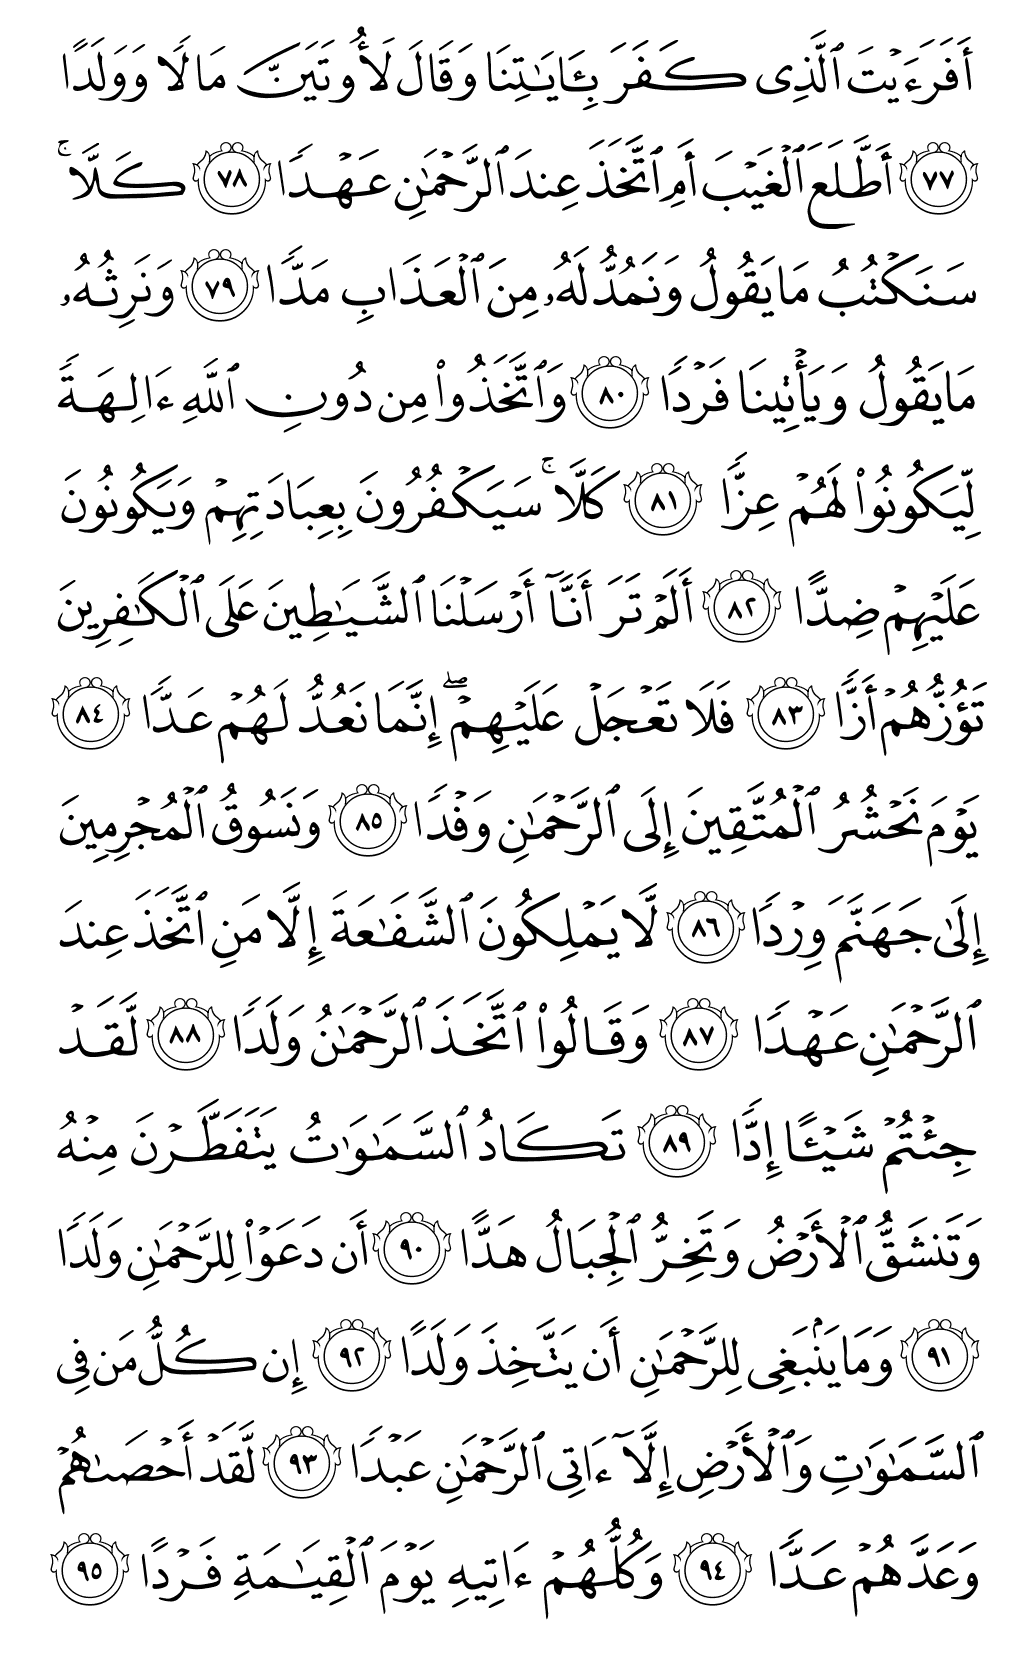 أَفَرَءَيْتَ ٱلَّذِى كَفَرَ بِـَٔايَـٰتِنَا وَقَالَ لَأُوتَيَنَّ مَالًا وَوَلَدًا
٧٧ أَطَّلَعَ ٱلْغَيْبَ أَمِ ٱتَّخَذَ عِندَ ٱلرَّحْمَـٰنِ عَهْدًا ٧٨ كَلَّا ۚ
سَنَكْتُبُ مَا يَقُولُ وَنَمُدُّ لَهُۥ مِنَ ٱلْعَذَابِ مَدًّا ٧٩ وَنَرِثُهُۥ
مَا يَقُولُ وَيَأْتِينَا فَرْدًا ٨٠ وَٱتَّخَذُوا۟ مِن دُونِ ٱللَّهِ ءَالِهَةً
لِّيَكُونُوا۟ لَهُمْ عِزًّا ٨١ كَلَّا ۚ سَيَكْفُرُونَ بِعِبَادَتِهِمْ وَيَكُونُونَ
عَلَيْهِمْ ضِدًّا ٨٢ أَلَمْ تَرَ أَنَّآ أَرْسَلْنَا ٱلشَّيَـٰطِينَ عَلَى ٱلْكَـٰفِرِينَ
تَؤُزُّهُمْ أَزًّا ٨٣ فَلَا تَعْجَلْ عَلَيْهِمْ ۖ إِنَّمَا نَعُدُّ لَهُمْ عَدًّا ٨٤
يَوْمَ نَحْشُرُ ٱلْمُتَّقِينَ إِلَى ٱلرَّحْمَـٰنِ وَفْدًا ٨٥ وَنَسُوقُ ٱلْمُجْرِمِينَ
إِلَىٰ جَهَنَّمَ وِرْدًا ٨٦ لَّا يَمْلِكُونَ ٱلشَّفَـٰعَةَ إِلَّا مَنِ ٱتَّخَذَ عِندَ
ٱلرَّحْمَـٰنِ عَهْدًا ٨٧ وَقَالُوا۟ ٱتَّخَذَ ٱلرَّحْمَـٰنُ وَلَدًا ٨٨ لَّقَدْ
جِئْتُمْ شَيْـًٔا إِدًّا ٨٩ تَكَادُ ٱلسَّمَـٰوَٰتُ يَتَفَطَّرْنَ مِنْهُ
وَتَنشَقُّ ٱلْأَرْضُ وَتَخِرُّ ٱلْجِبَالُ هَدًّا ٩٠ أَن دَعَوْا۟ لِلرَّحْمَـٰنِ وَلَدًا
٩١ وَمَا يَنۢبَغِى لِلرَّحْمَـٰنِ أَن يَتَّخِذَ وَلَدًا ٩٢ إِن كُلُّ مَن فِى
ٱلسَّمَـٰوَٰتِ وَٱلْأَرْضِ إِلَّآ ءَاتِى ٱلرَّحْمَـٰنِ عَبْدًا ٩٣ لَّقَدْ أَحْصَىٰهُمْ
وَعَدَّهُمْ عَدًّا ٩٤ وَكُلُّهُمْ ءَاتِيهِ يَوْمَ ٱلْقِيَـٰمَةِ فَرْدًا ٩٥